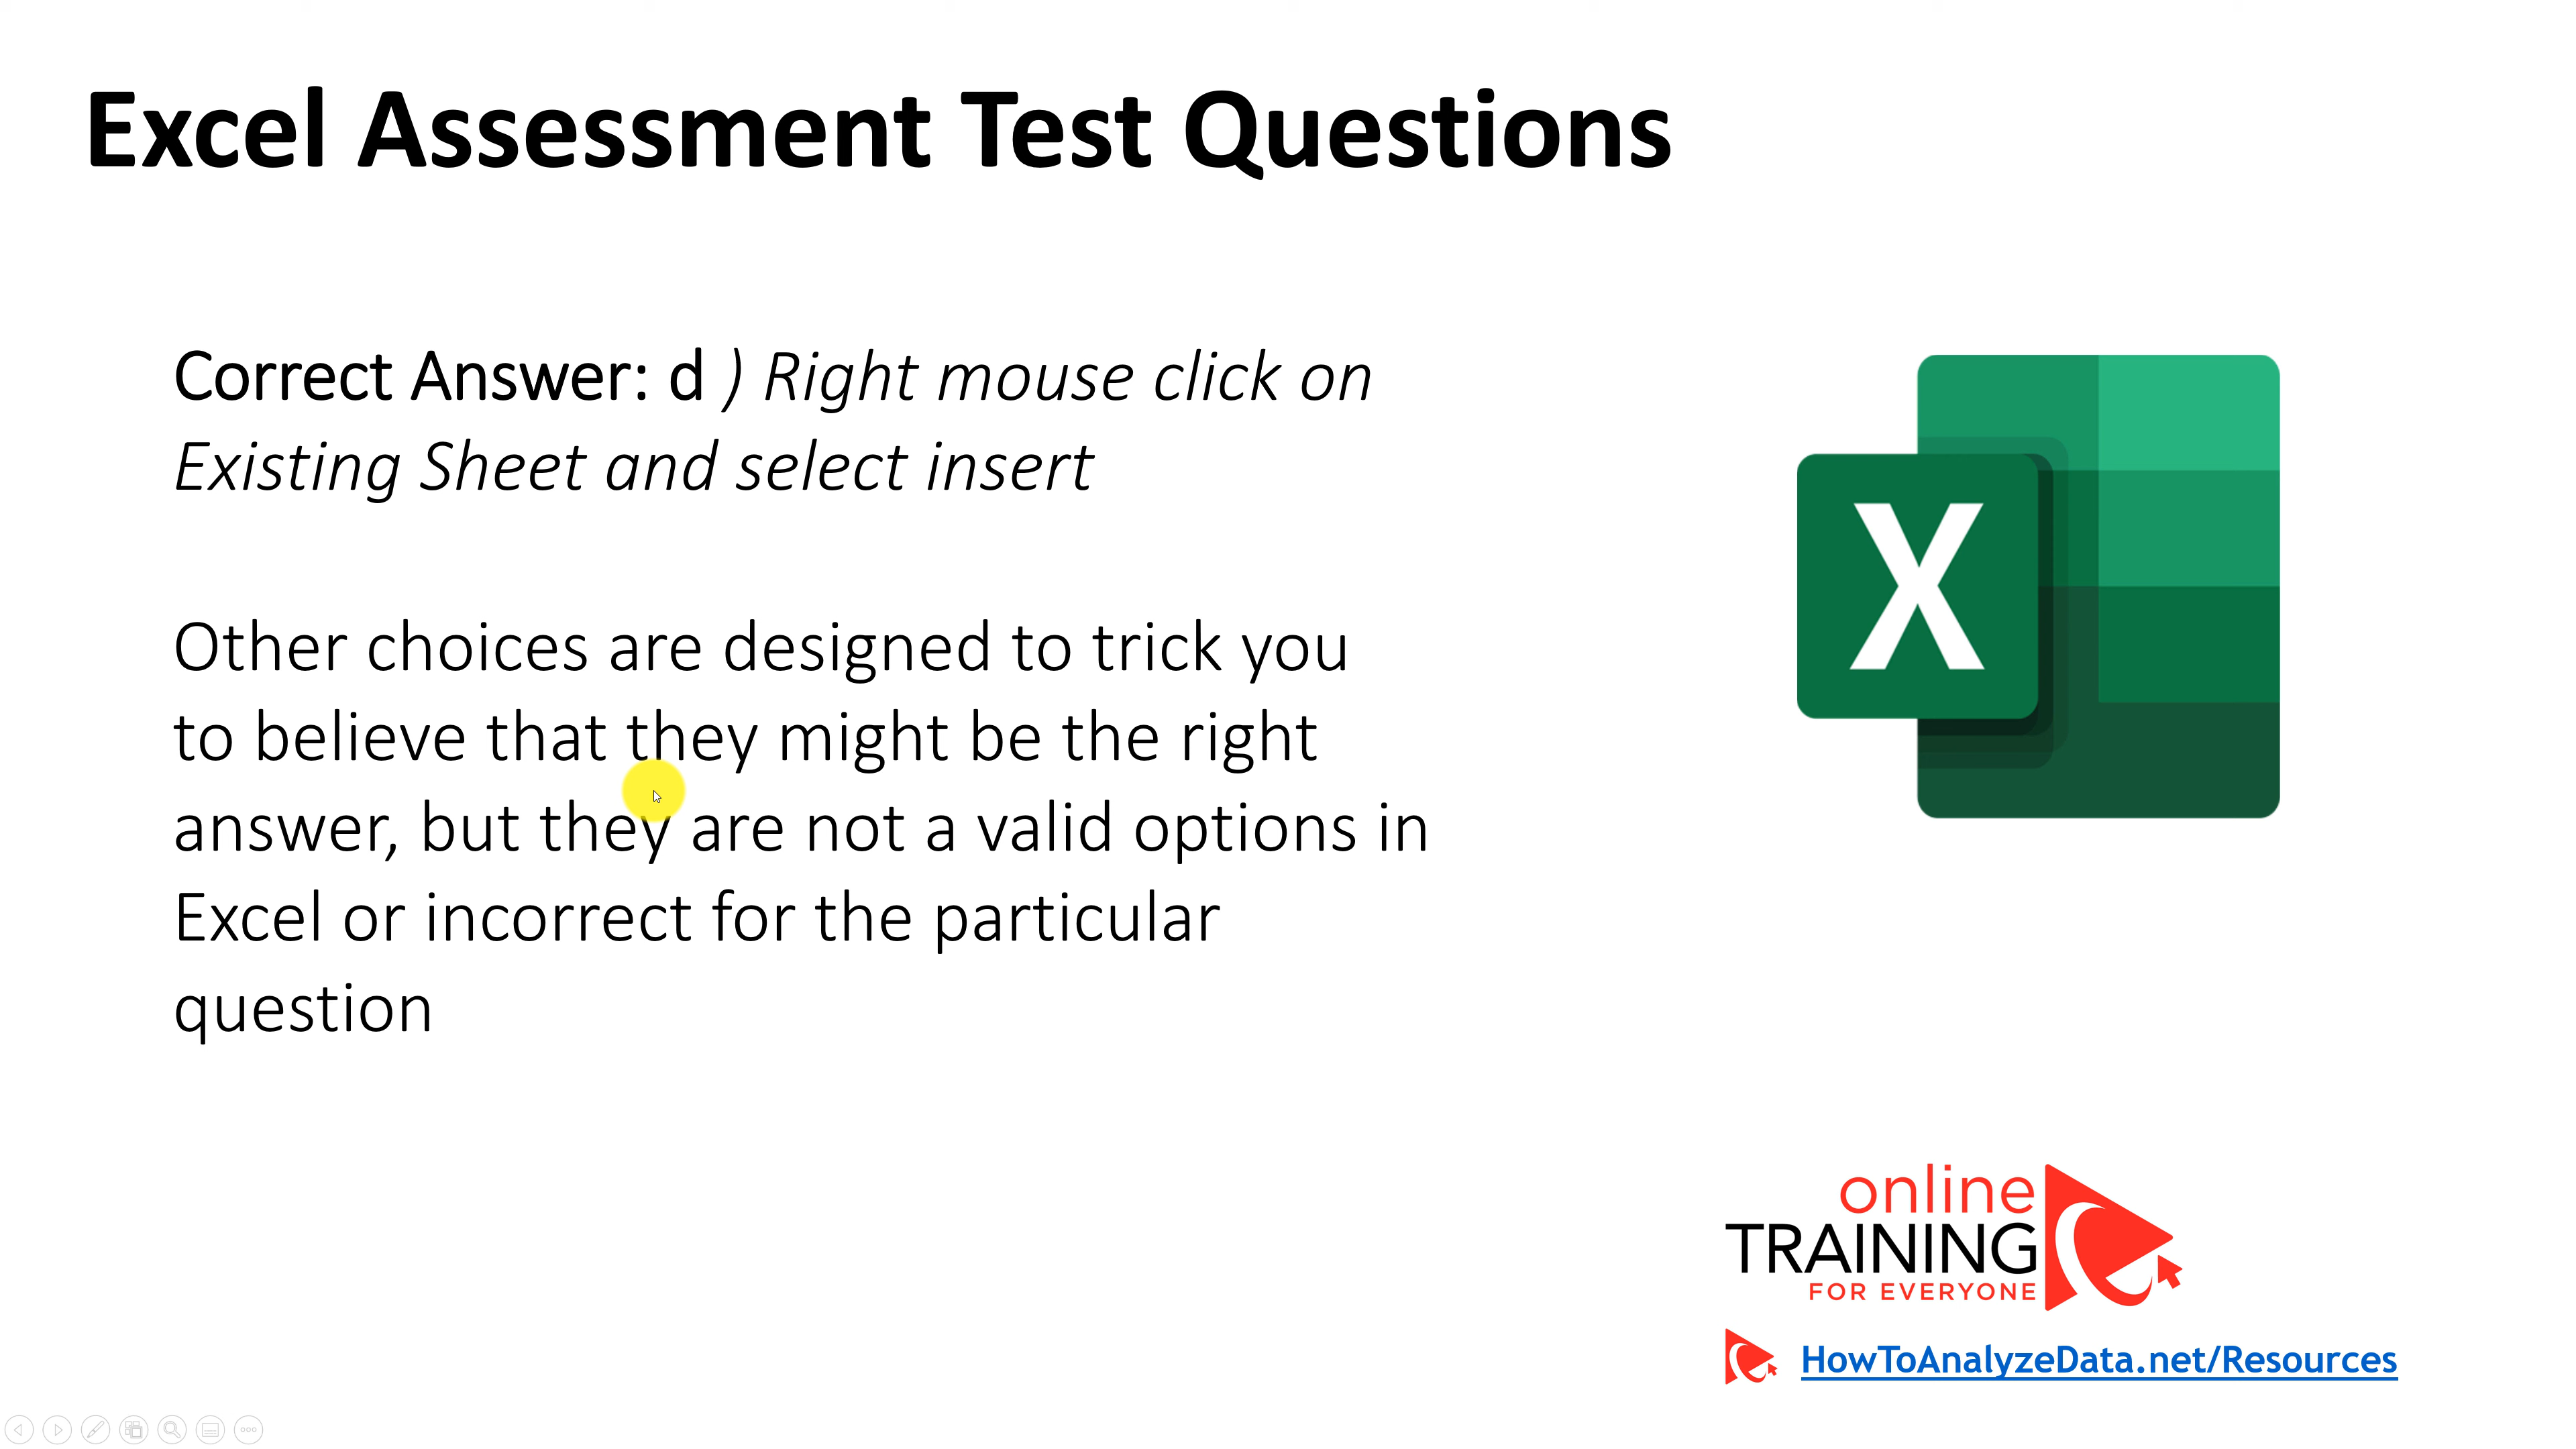 Excel Assessment Test Questions
Correct Answer: d ) Right mouse click on
Existing Sheet and select insert
Other choices are designed to trick you
to believe that they might be the right
answer, but they are not a valid options in
Excel or incorrect for the particular
question
X
online
TRAINING
FOR EVERYONE
HowToAnalyzeData.net/Resources